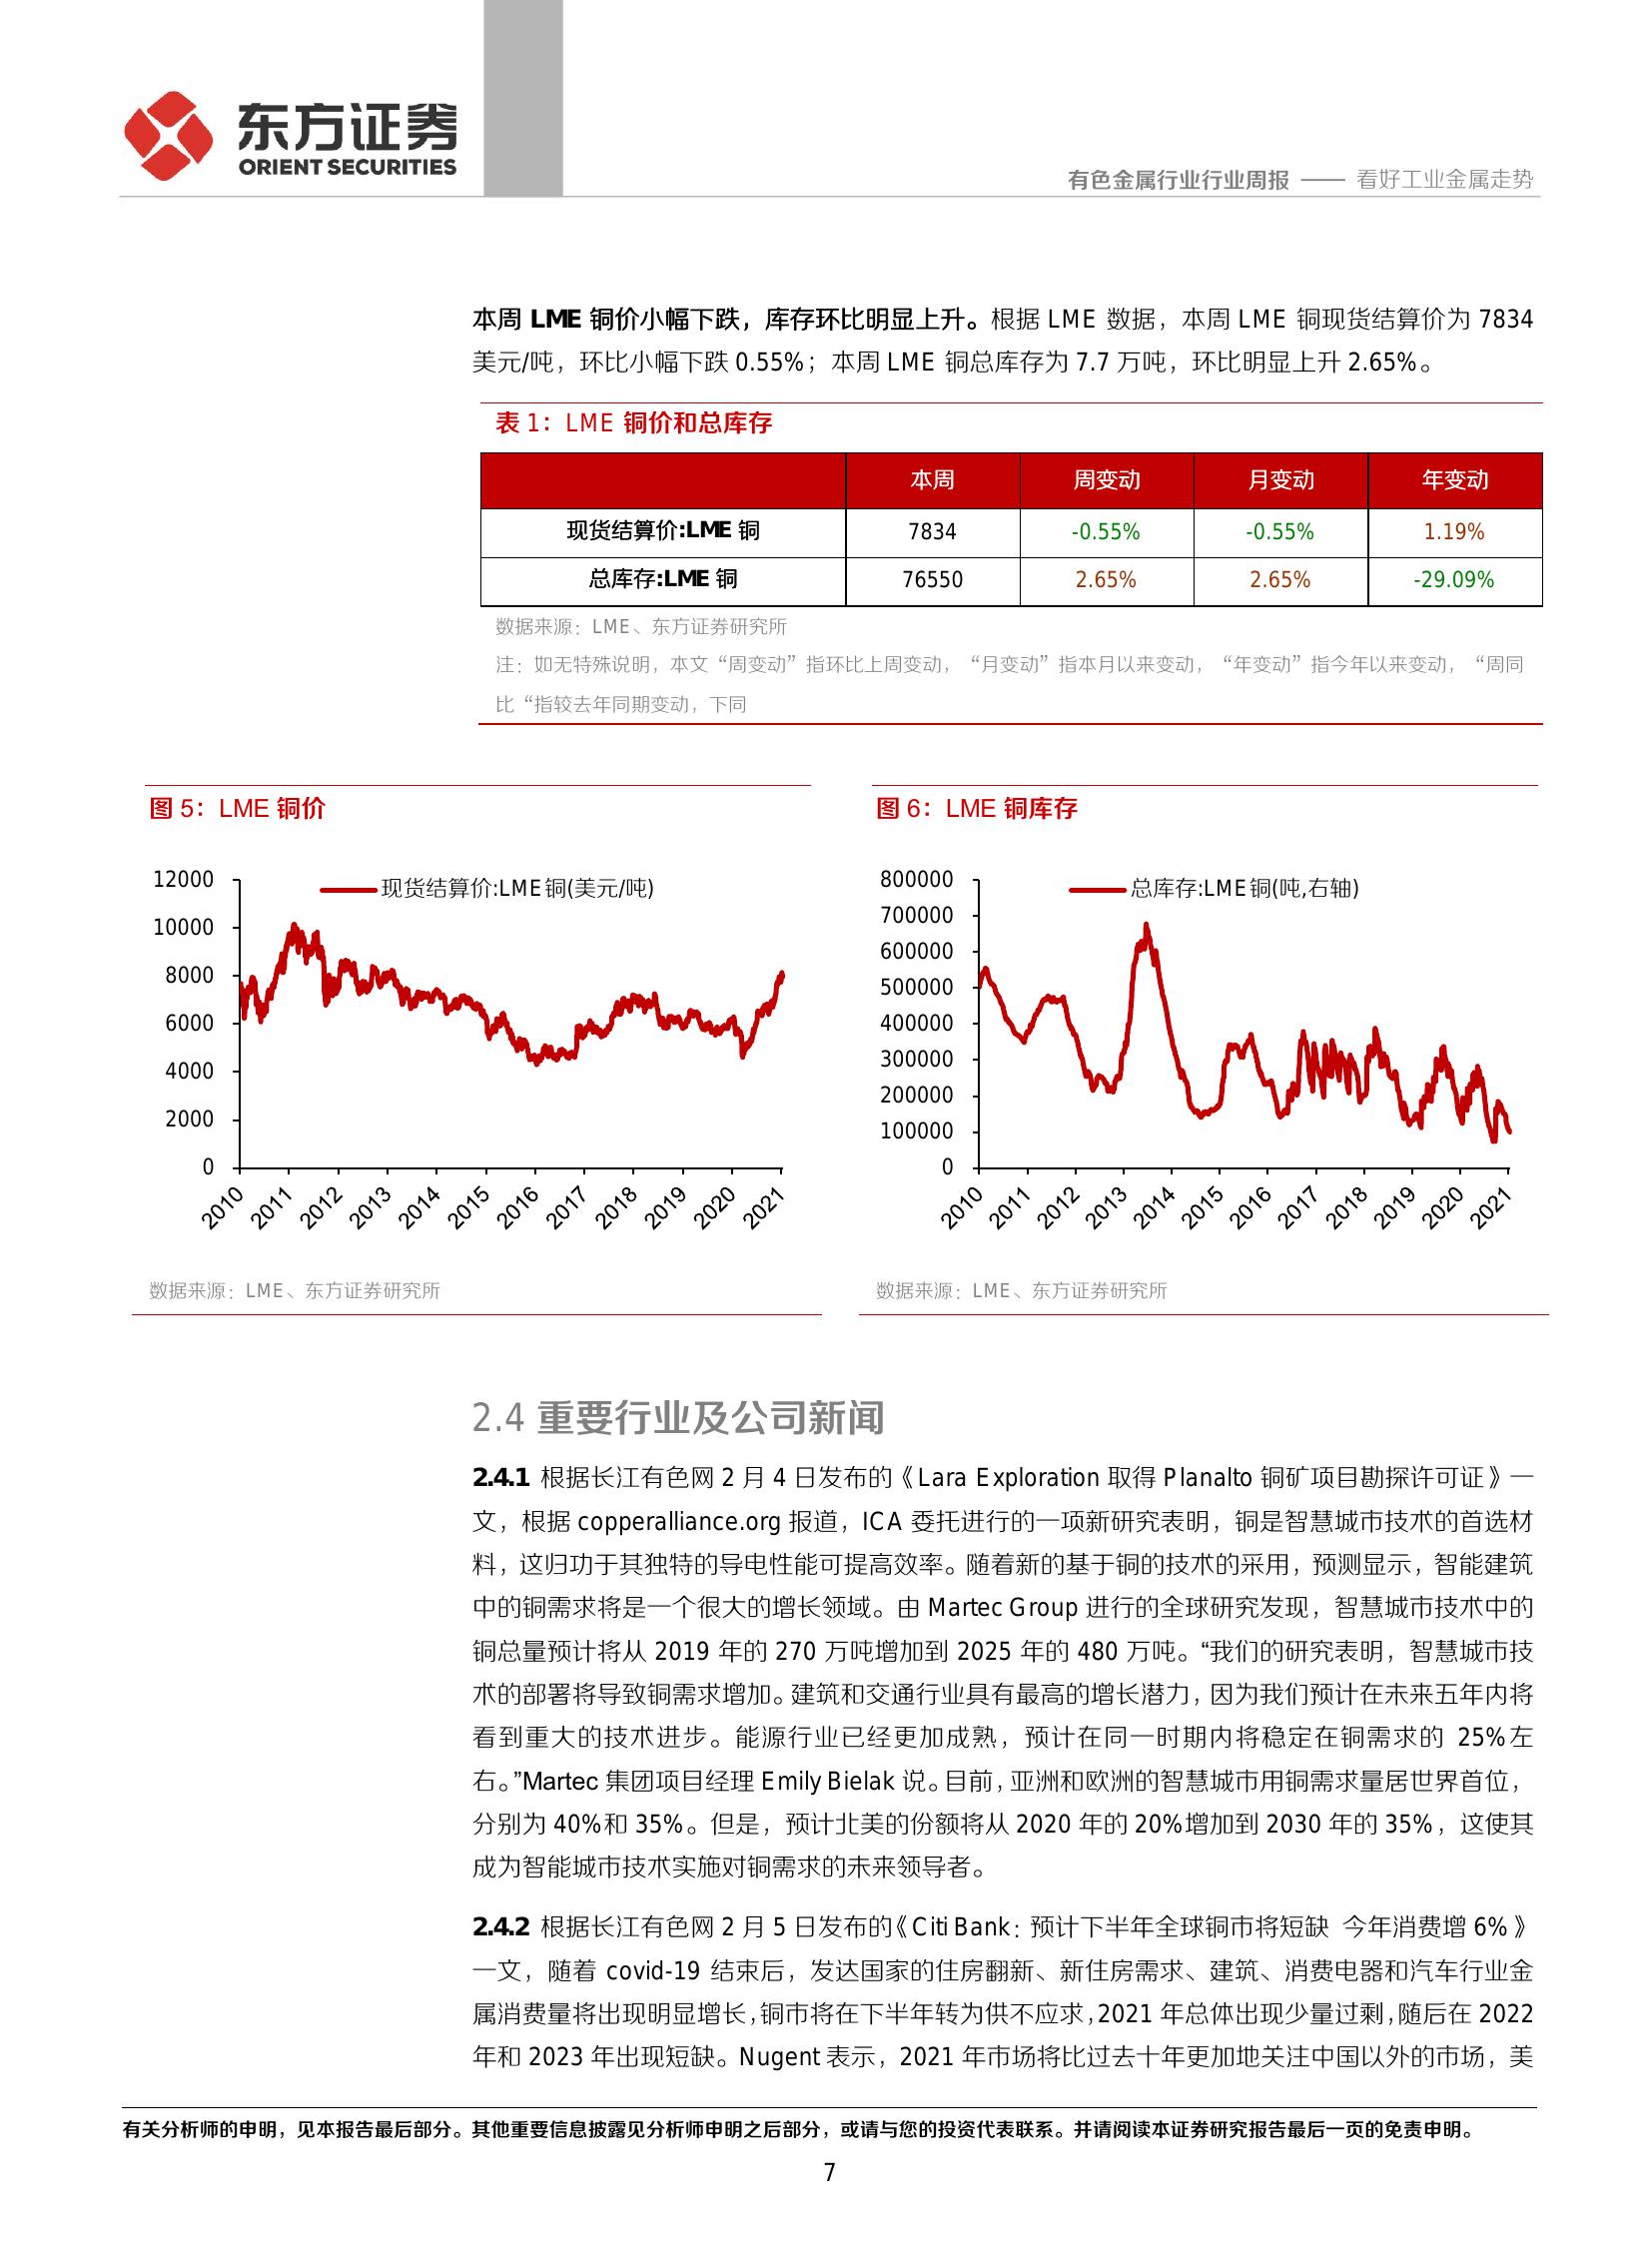 东方证券
ORIENT SECURITIES
有色金属行业行业周报 —— 看好工业金属走势
本周 LME 铜价小幅下跌，库存环比明显上升。根据 LME 数据，本周 LME 铜现货结算价为 7834
美元/吨，环比小幅下跌 0.55%；本周 LME 铜总库存为 7.7 万吨，环比明显上升 2.65%。
表 1：LME 铜价和总库存
本周 周变动 月变动 年变动
现货结算价:LME 铜 7834 -0.55% -0.55% 1.19%
总库存:LME 铜 76550 2.65% 2.65% -29.09%
数据来源：LME、东方证券研究所
注：如无特殊说明，本文“周变动”指环比上周变动，“月变动”指本月以来变动，“年变动”指今年以来变动，“周同
比“指较去年同期变动，下同
图 5：LME 铜价
现货结算价:LME铜(美元/吨)
12000
10000
8000
6000
4000
2000
0
2010 2011 2012 2013 2014 2015 2016 2017 2018 2019 2020 2021
数据来源：LME、东方证券研究所
图 6：LME 铜库存
总库存:LME铜(吨,右轴)
800000
700000
600000
500000
400000
300000
200000
100000
0
2010 2011 2012 2013 2014 2015 2016 2017 2018 2019 2020 2021
数据来源：LME、东方证券研究所
2.4 重要行业及公司新闻
2.4.1 根据长江有色网 2 月 4 日发布的《Lara Exploration 取得 Planalto 铜矿项目勘探许可证》一
文，根据 copperalliance.org 报道，ICA 委托进行的一项新研究表明，铜是智慧城市技术的首选材
料，这归功于其独特的导电性能可提高效率。随着新的基于铜的技术的采用，预测显示，智能建筑
中的铜需求将是一个很大的增长领域。由 Martec Group 进行的全球研究发现，智慧城市技术中的
铜总量预计将从 2019 年的 270 万吨增加到 2025 年的 480 万吨。“我们的研究表明，智慧城市技
术的部署将导致铜需求增加。建筑和交通行业具有最高的增长潜力，因为我们预计在未来五年内将
看到重大的技术进步。能源行业已经更加成熟，预计在同一时期内将稳定在铜需求的 25%左
右。”Martec 集团项目经理 Emily Bielak 说。目前，亚洲和欧洲的智慧城市用铜需求量居世界首位，
分别为 40%和 35%。但是，预计北美的份额将从 2020 年的 20%增加到 2030 年的 35%，这使其
成为智能城市技术实施对铜需求的未来领导者。
2.4.2 根据长江有色网 2 月 5 日发布的《Citi Bank：预计下半年全球铜市将短缺 今年消费增 6%》
一文，随着 covid-19 结束后，发达国家的住房翻新、新住房需求、建筑、消费电器和汽车行业金
属消费量将出现明显增长，铜市将在下半年转为供不应求，2021 年总体出现少量过剩，随后在 2022
年和 2023 年出现短缺。Nugent 表示，2021 年市场将比过去十年更加地关注中国以外的市场，美
有关分析师的申明，见本报告最后部分。其他重要信息披露见分析师申明之后部分，或请与您的投资代表联系。并请阅读本证券研究报告最后一页的免责申明。
7